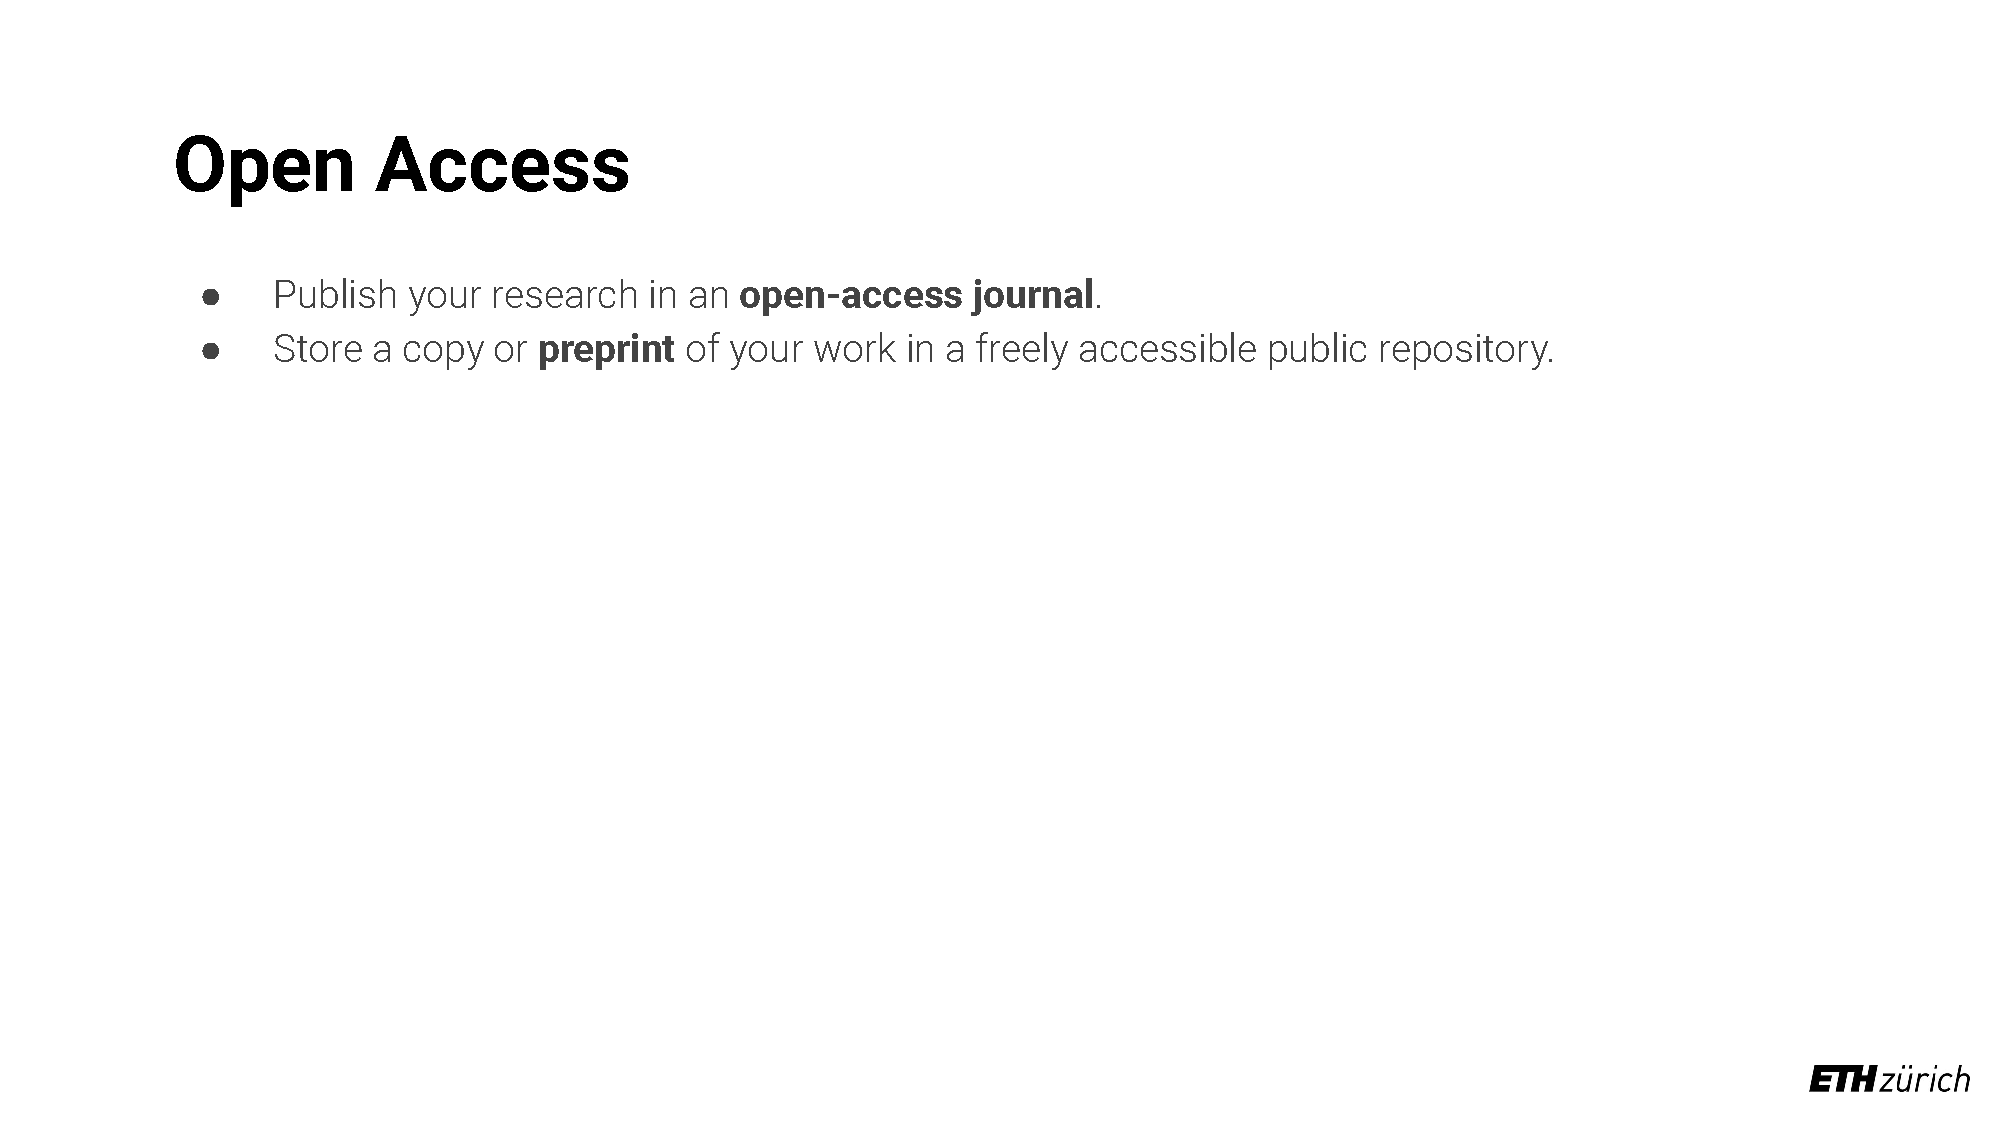 Open Access
● Publish your research in an open-access journal.
● Store a copy or preprint of your work in a freely accessible public repository.
ETH zürich